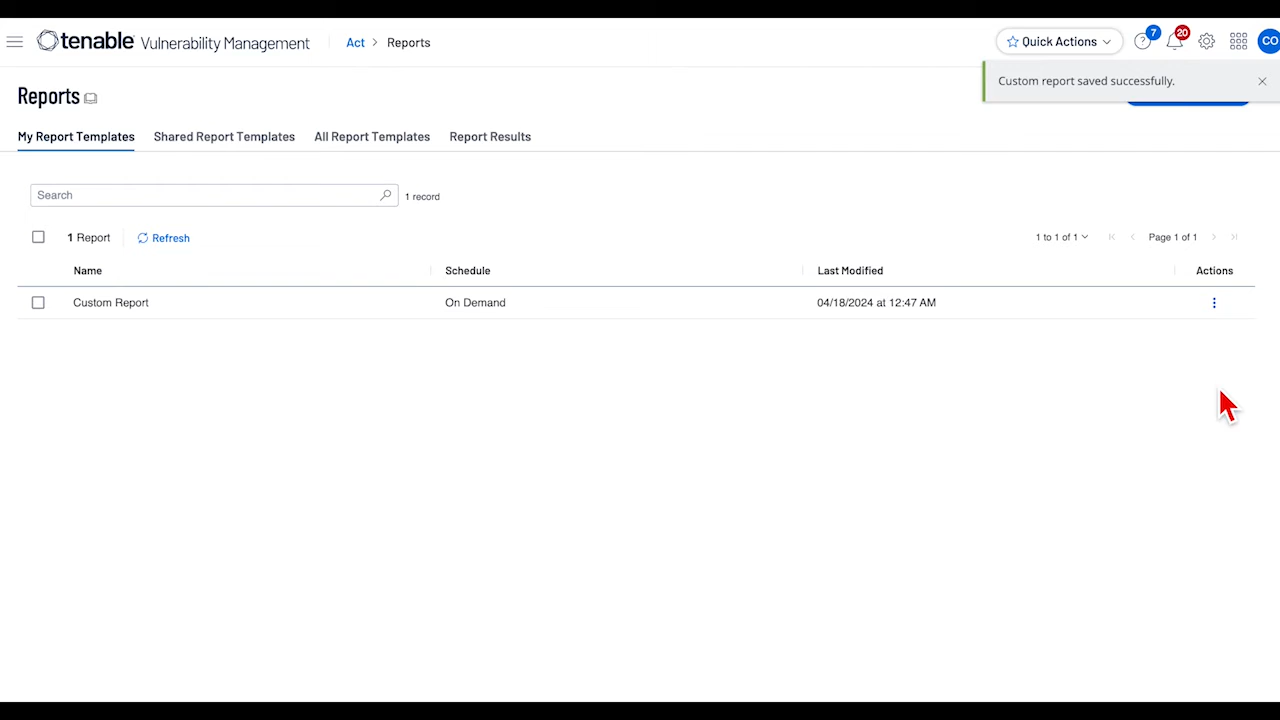 tenable Vulnerability Management Act > Reports Quick Actions 7 20 CO
Custom report saved successfully.
Reports
My Report Templates Shared Report Templates All Report Templates Report Results
Search 1 record
1 Report Refresh 1 to 1 of 1 Page 1 of 1
Name Schedule Last Modified Actions
Custom Report On Demand 04/18/2024 at 12:47 AM